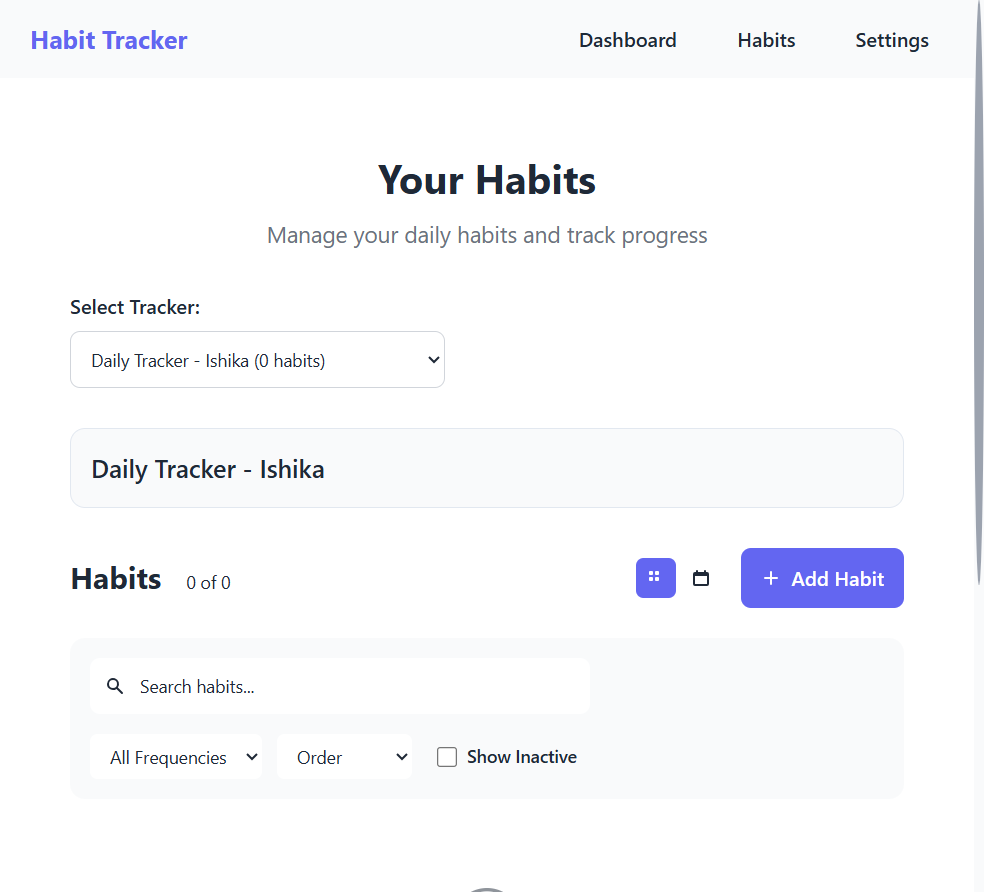 Habit Tracker
Dashboard
Habits
Settings
Your Habits
Manage your daily habits and track progress
Select Tracker:
Daily Tracker - Ishika (0 habits)
Daily Tracker - Ishika
Habits
0 of 0
+ Add Habit
Search habits...
All Frequencies
Order
Show Inactive